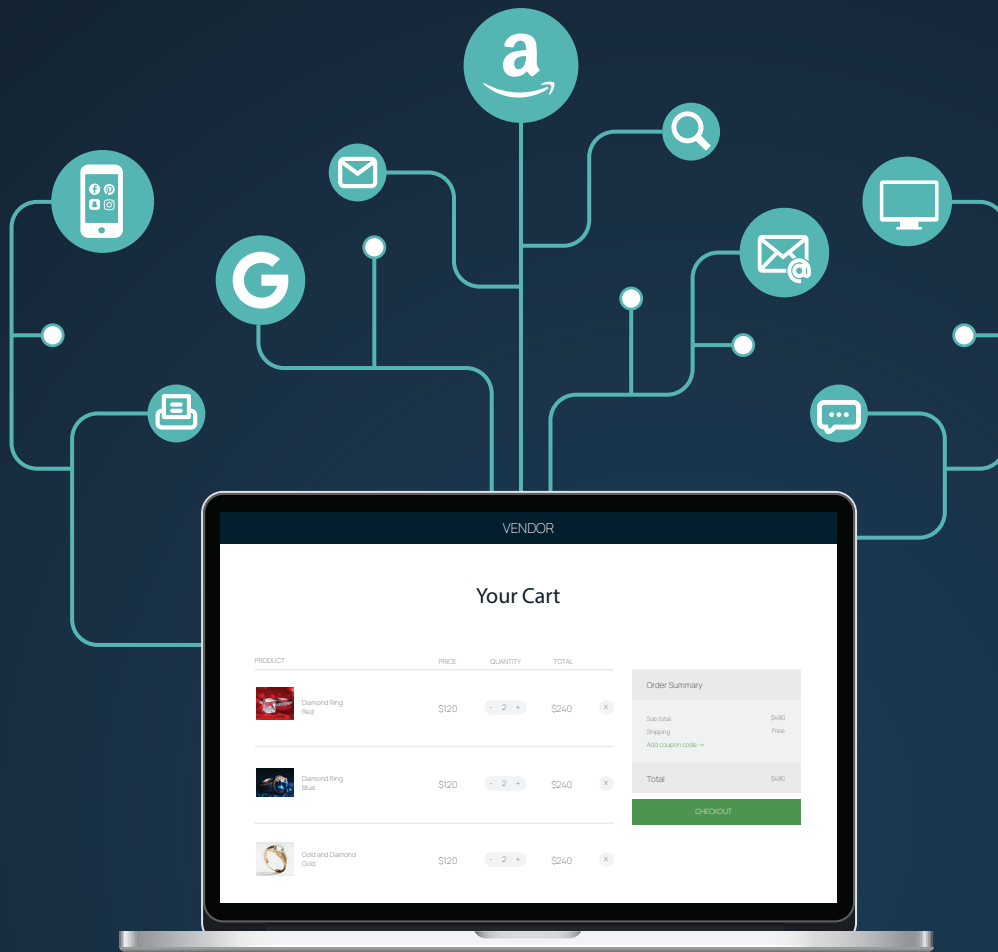 a
G
@
VENDOR
Your Cart
PRODUCT PRICE QUANTITY TOTAL
Diamond Ring
Red
$120 - 2 + $240 X
Diamond Ring
Blue
$120 - 2 + $240 X
Gold and Diamond
Gold
$120 - 2 + $240 X
Order Summary
Sub total $480
Shipping Free
Add coupon code →
Total $480
CHECKOUT